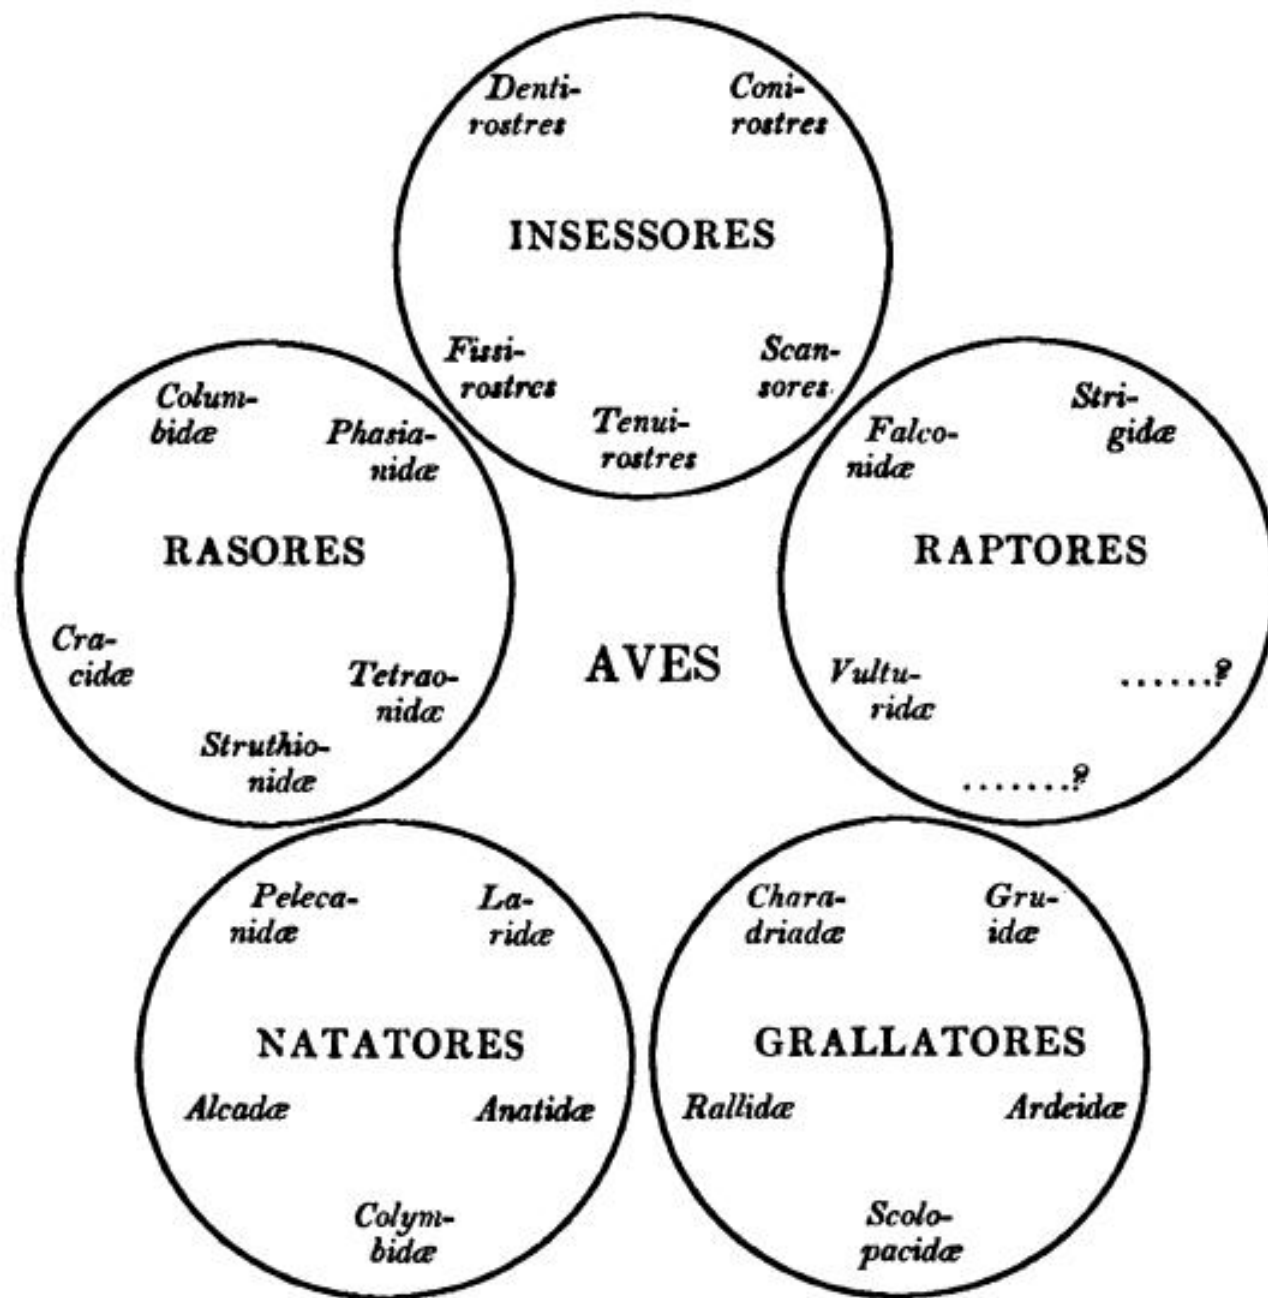 Denti-
rostres
Coni-
rostres
INSESSORES
Fissi-
rostres
Scan-
sores
Tenui-
rostres
Colum-
bidæ
Phasia-
nidæ
RASORES
Cra-
cidæ
Tetrao-
nidæ
Struthio-
nidæ
Falco-
nidæ
Stri-
gidæ
RAPTORES
Vultu-
ridæ
......?
.......?
AVES
Peleca-
nidæ
La-
ridæ
NATATORES
Alcadæ
Anatidæ
Colym-
bidæ
Chara-
driadæ
Gru-
idæ
GRALLATORES
Rallidæ
Ardeidæ
Scolo-
pacidæ